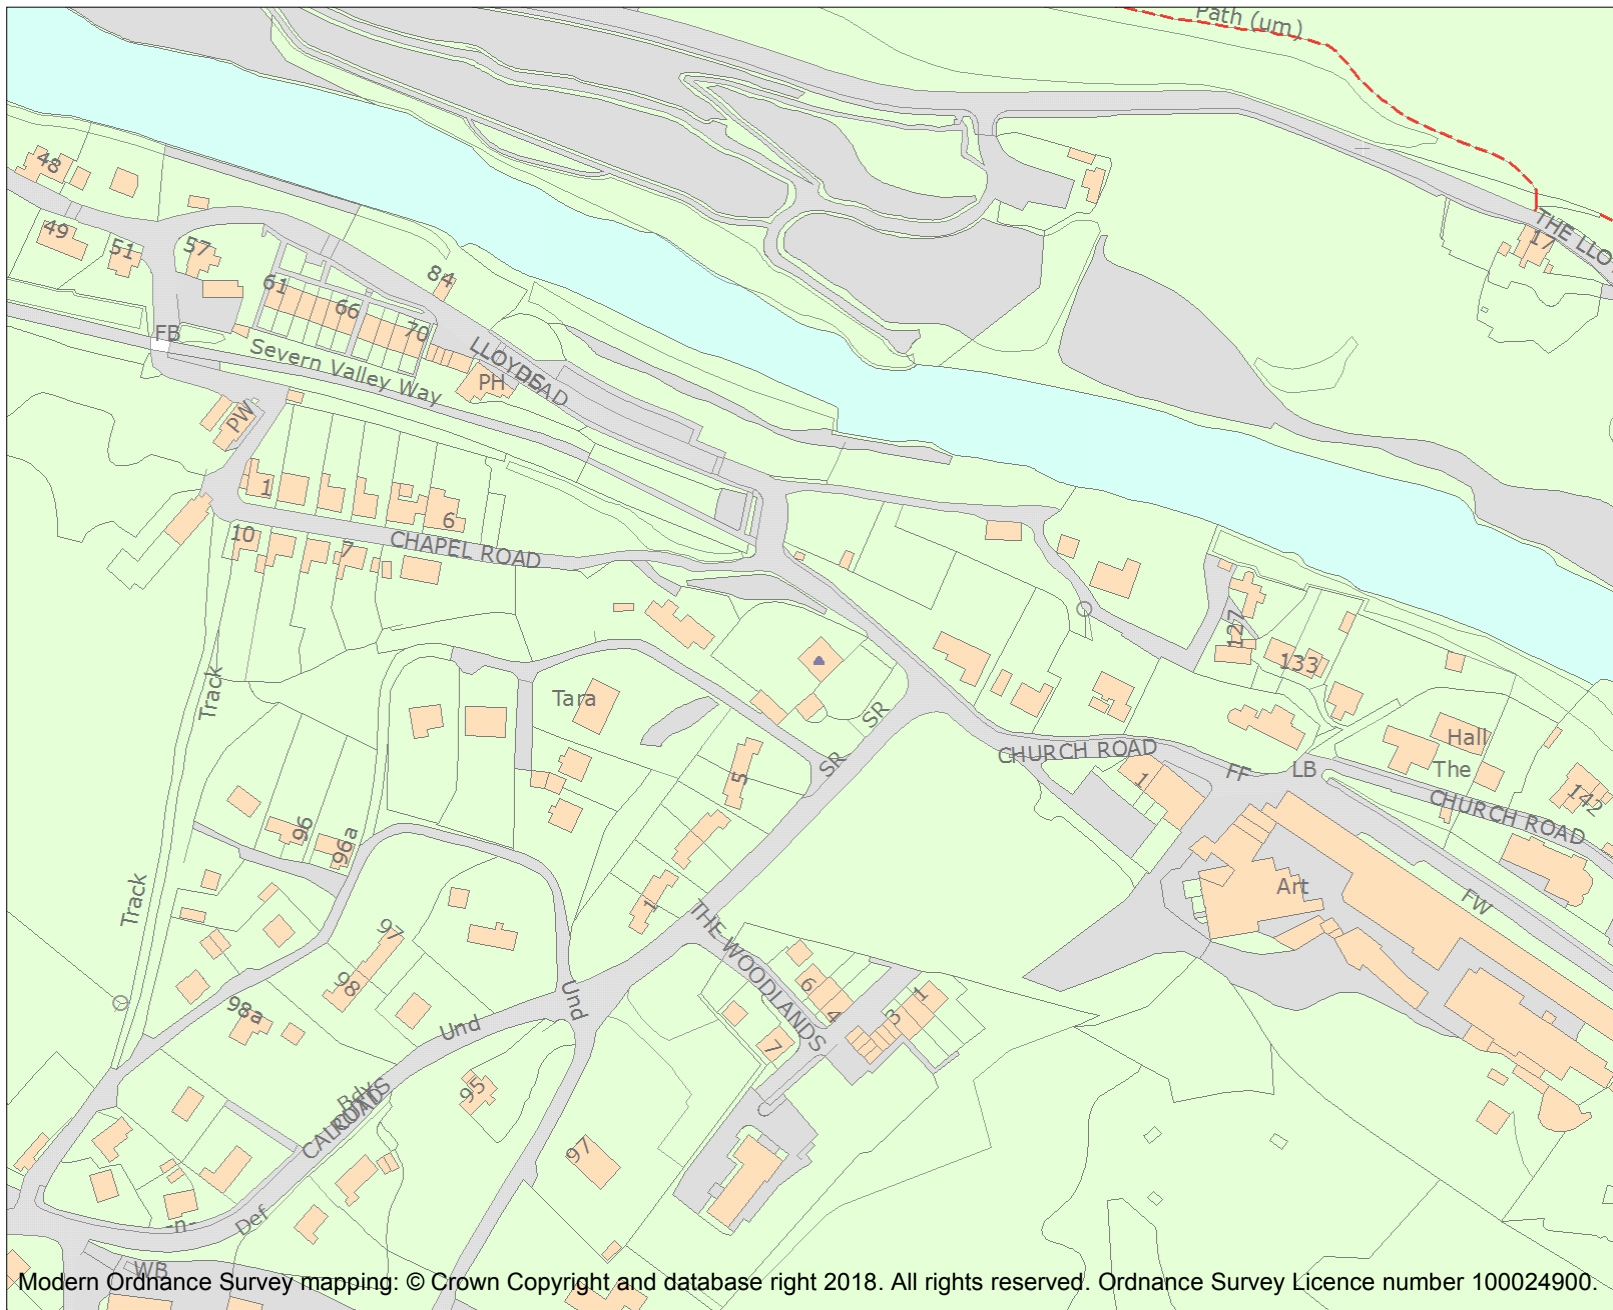 Path (um)
48
49
51
57
84
61
66
70
THE LLO
17
FB
Severn Valley Way
LLOYDS
PH
PW
1
6
10
7
CHAPEL ROAD
127
133
Track
Tara
SR
SR
5
CHURCH ROAD
FF
LB
Hall
The
1
142
CHURCH ROAD
96
96a
Track
Art
FW
1
THE WOODLANDS
97
98
98a
Und
Und
6
4
1
3
7
95
Bdy
CALCUTTS
ROAD
97
Def
-n-
WB
Modern Ordnance Survey mapping: © Crown Copyright and database right 2018. All rights reserved. Ordnance Survey Licence number 100024900.